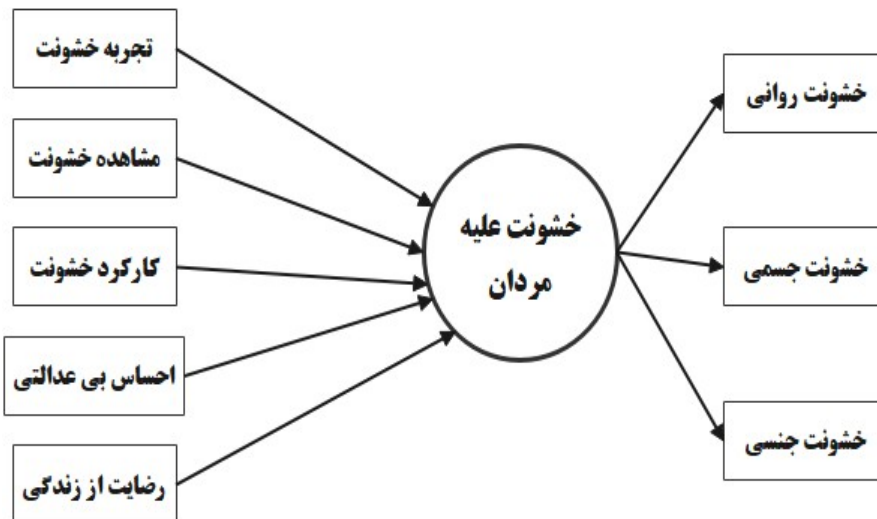 تجربه خشونت
مشاهده خشونت
کارکرد خشونت
احساس بی عدالتی
رضایت از زندگی
خشونت علیه
مردان
خشونت روانی
خشونت جسمی
خشونت جنسی